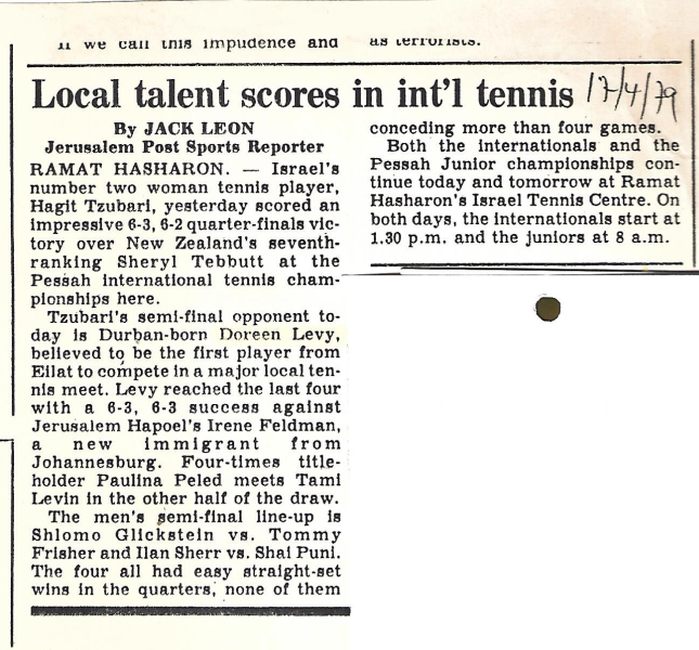 if we call this impudence and
as terrorists.
Local talent scores in int'l tennis
17/4/79
By JACK LEON
Jerusalem Post Sports Reporter
RAMAT HASHARON. — Israel's
number two woman tennis player,
Hagit Tzubari, yesterday scored an
impressive 6-3, 6-2 quarter-finals vic-
tory over New Zealand's seventh-
ranking Sheryl Tebbutt at the
Pessah international tennis cham-
pionships here.
Tzubari's semi-final opponent to-
day is Durban-born Doreen Levy,
believed to be the first player from
Eilat to compete in a major local ten-
nis meet. Levy reached the last four
with a 6-3, 6-3 success against
Jerusalem Hapoel's Irene Feldman,
a new immigrant from
Johannesburg. Four-times title-
holder Paulina Peled meets Tami
Levin in the other half of the draw.
The men's semi-final line-up is
Shlomo Glickstein vs. Tommy
Frisher and Ilan Sherr vs. Shai Puni.
The four all had easy straight-set
wins in the quarters, none of them
conceding more than four games.
Both the internationals and the
Pessah Junior championships con-
tinue today and tomorrow at Ramat
Hasharon's Israel Tennis Centre. On
both days, the internationals start at
1.30 p.m. and the juniors at 8 a.m.